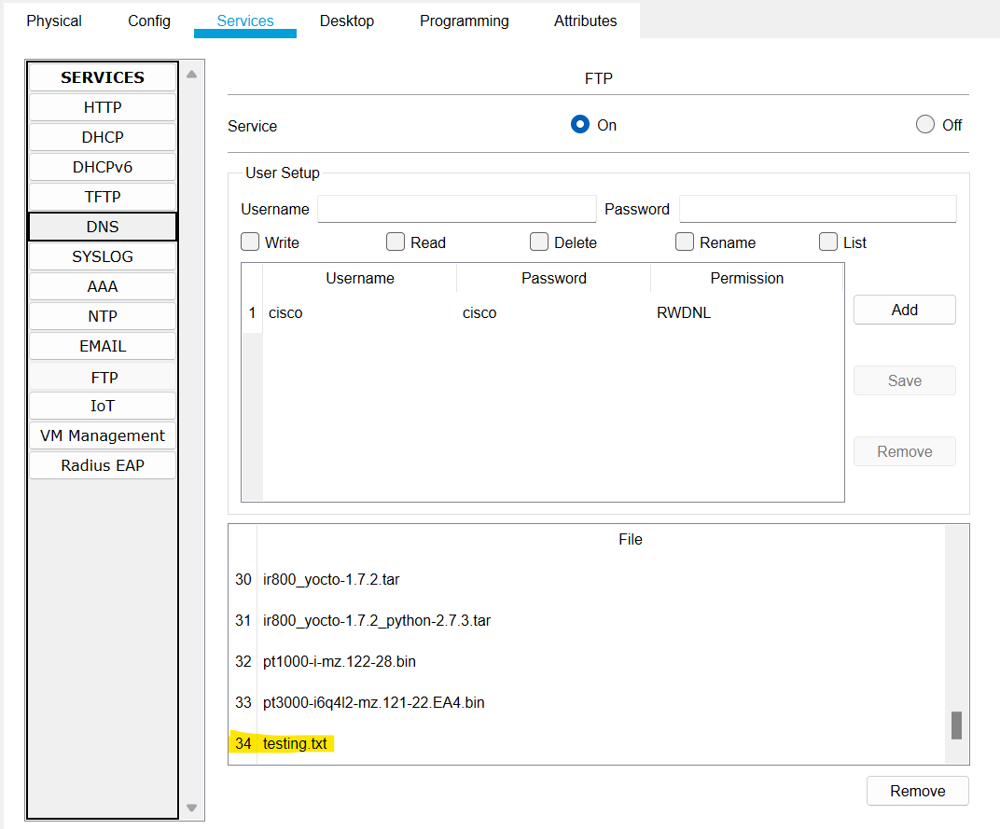 Physical Config Services Desktop Programming Attributes
SERVICES
HTTP
DHCP
DHCPv6
TFTP
DNS
SYSLOG
AAA
NTP
EMAIL
FTP
IoT
VM Management
Radius EAP
FTP
Service On Off
User Setup
Username Password
Write Read Delete Rename List
Username Password Permission
1 cisco cisco RWDNL
Add
Save
Remove
File
30 ir800_yocto-1.7.2.tar
31 ir800_yocto-1.7.2_python-2.7.3.tar
32 pt1000-i-mz.122-28.bin
33 pt3000-i6q4l2-mz.121-22.EA4.bin
34 testing.txt
Remove